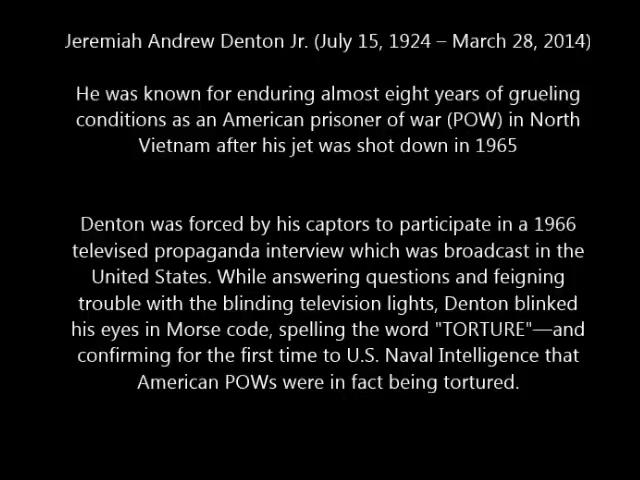 Jeremiah Andrew Denton Jr. (July 15, 1924 – March 28, 2014)
He was known for enduring almost eight years of grueling
conditions as an American prisoner of war (POW) in North
Vietnam after his jet was shot down in 1965
Denton was forced by his captors to participate in a 1966
televised propaganda interview which was broadcast in the
United States. While answering questions and feigning
trouble with the blinding television lights, Denton blinked
his eyes in Morse code, spelling the word "TORTURE"—and
confirming for the first time to U.S. Naval Intelligence that
American POWs were in fact being tortured.